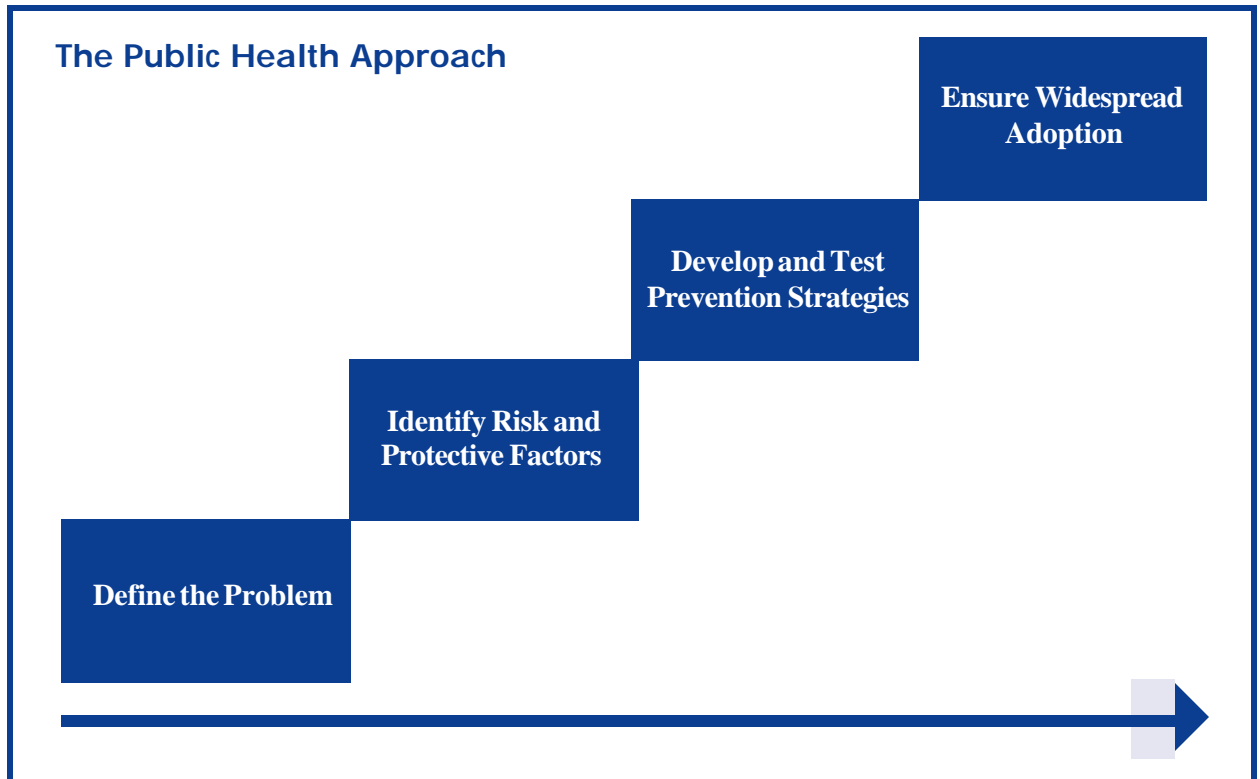 The Public Health Approach
Ensure Widespread
Adoption
Develop and Test
Prevention Strategies
Identify Risk and
Protective Factors
Define the Problem